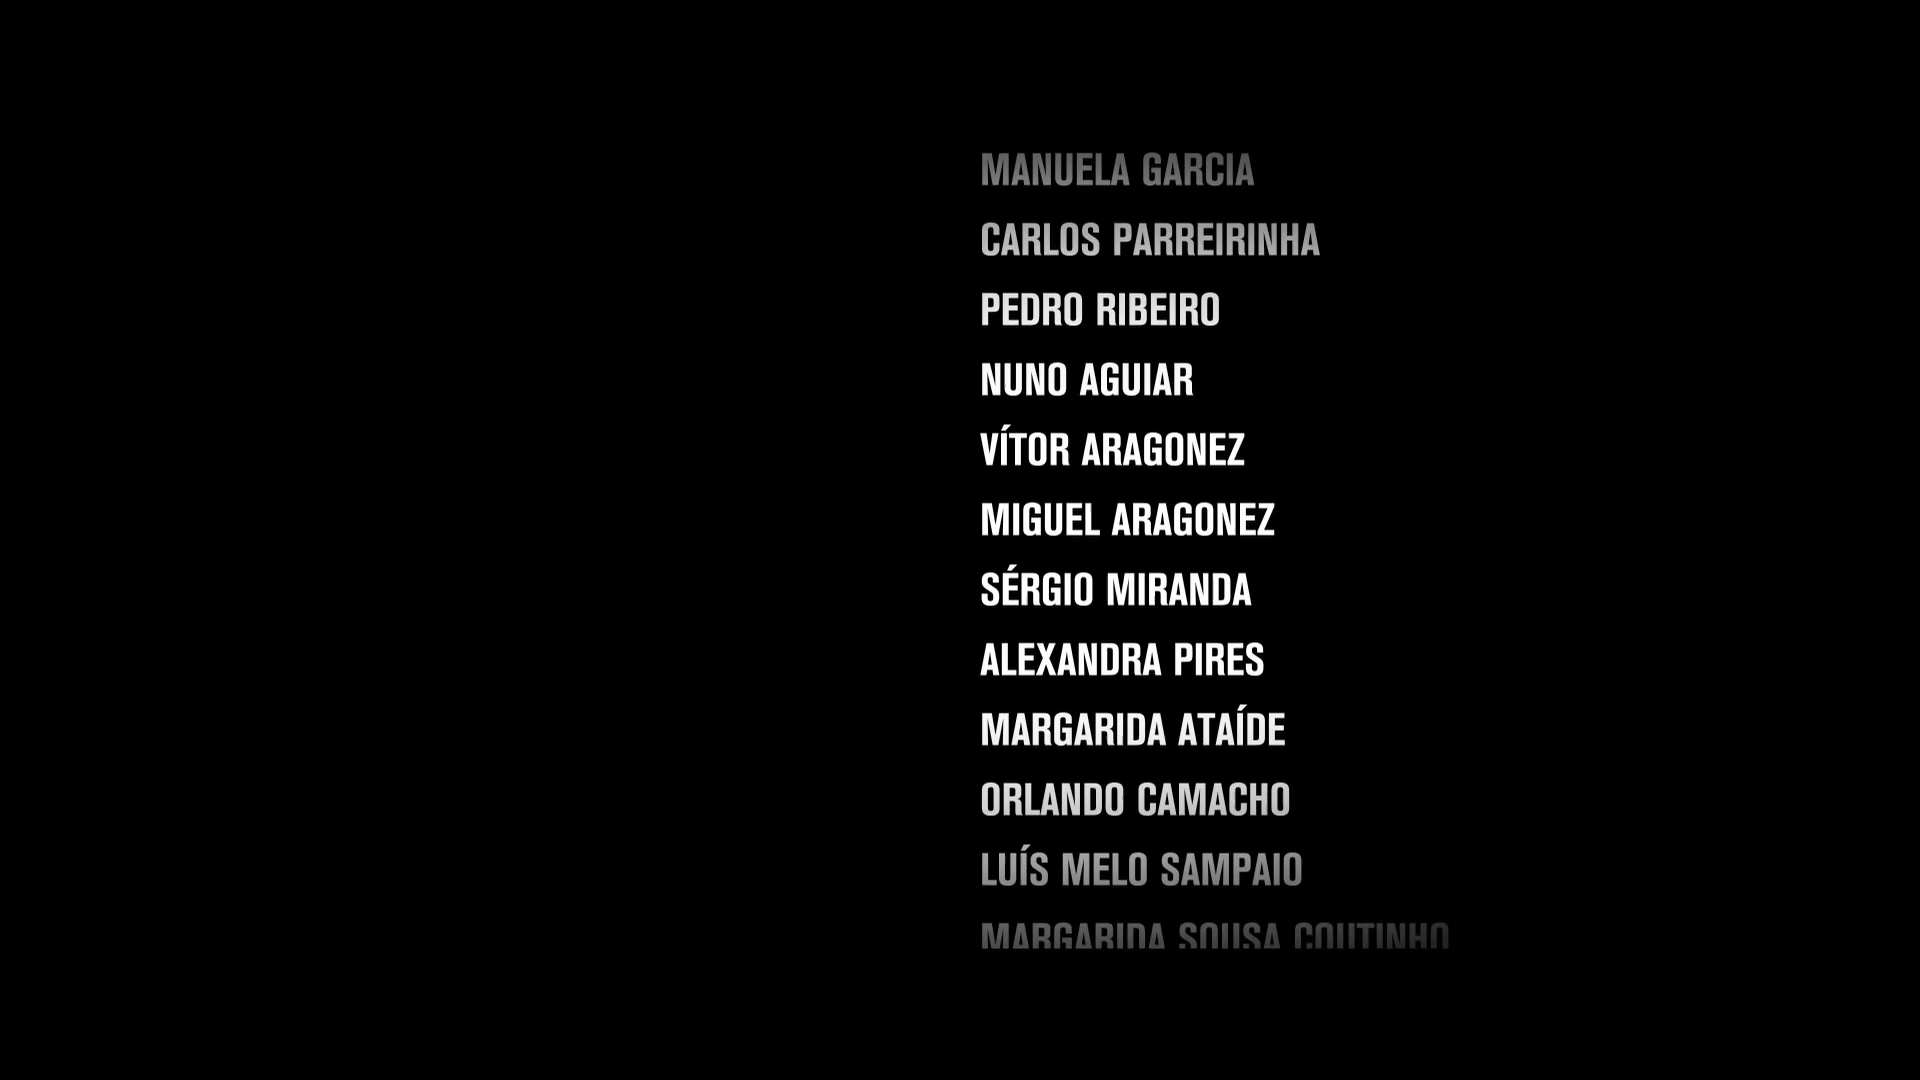 MANUELA GARCIA
CARLOS PARREIRINHA
PEDRO RIBEIRO
NUNO AGUIAR
VÍTOR ARAGONEZ
MIGUEL ARAGONEZ
SÉRGIO MIRANDA
ALEXANDRA PIRES
MARGARIDA ATAÍDE
ORLANDO CAMACHO
LUÍS MELO SAMPAIO
MARGARIDA SOUSA COUTINHO